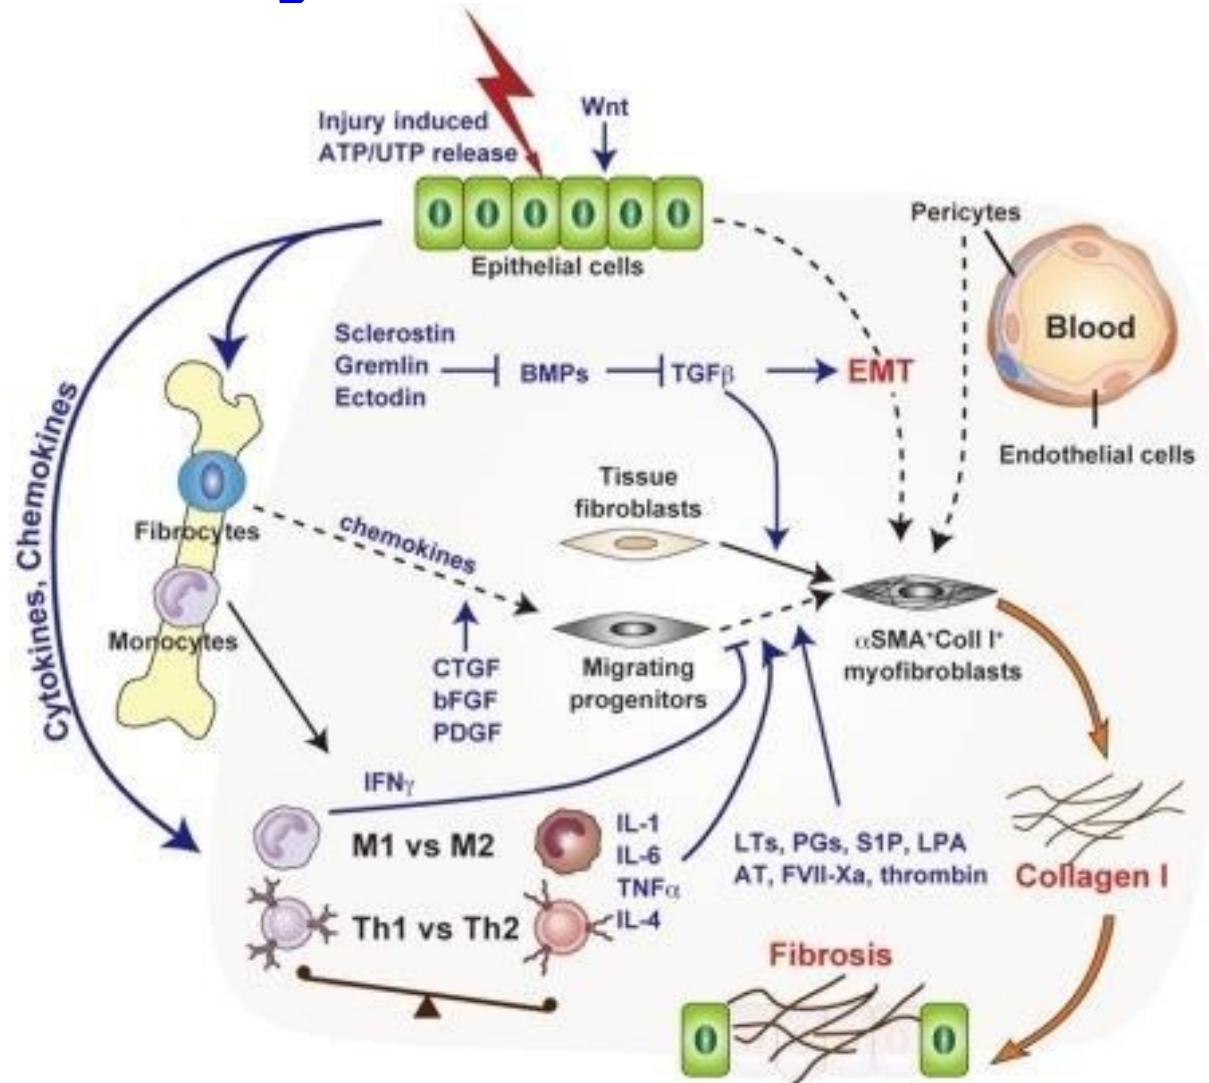 Wnt
Injury induced
ATP/UTP release
Epithelial cells
Pericytes
Blood
Endothelial cells
Sclerostin
Gremlin
Ectodin
BMPs
TGFβ
EMT
Cytokines, Chemokines
Tissue
fibroblasts
Fibrocytes
chemokines
Monocytes
CTGF
bFGF
PDGF
Migrating
progenitors
αSMA⁺Coll I⁺
myofibroblasts
IFNγ
M1 vs M2
Th1 vs Th2
IL-1
IL-6
TNFα
IL-4
LTs, PGs, S1P, LPA
AT, FVII-Xa, thrombin
Collagen I
Fibrosis